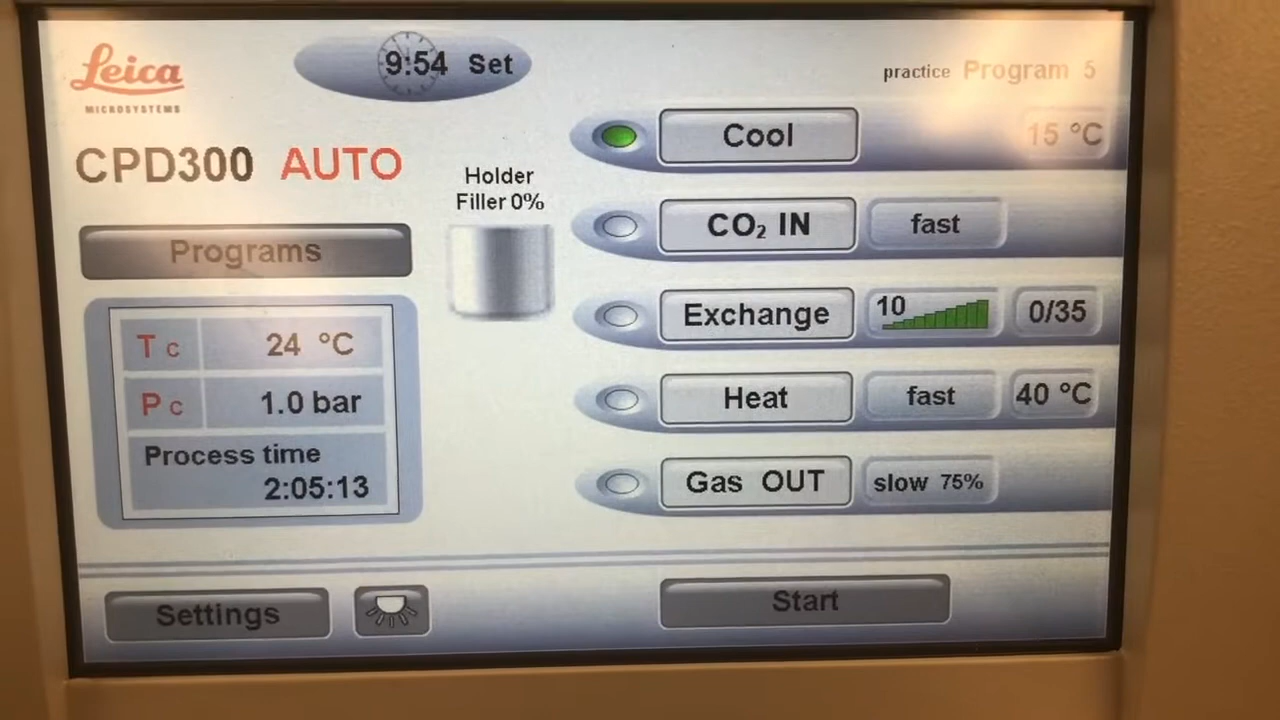 Leica
MICROSYSTEMS
9:54 Set
practice Program 5
CPD300 AUTO
Programs
Holder
Filler 0%
Tc 24 °C
Pc 1.0 bar
Process time
2:05:13
Cool 15 °C
CO₂ IN fast
Exchange 10 0/35
Heat fast 40 °C
Gas OUT slow 75%
Settings
Start